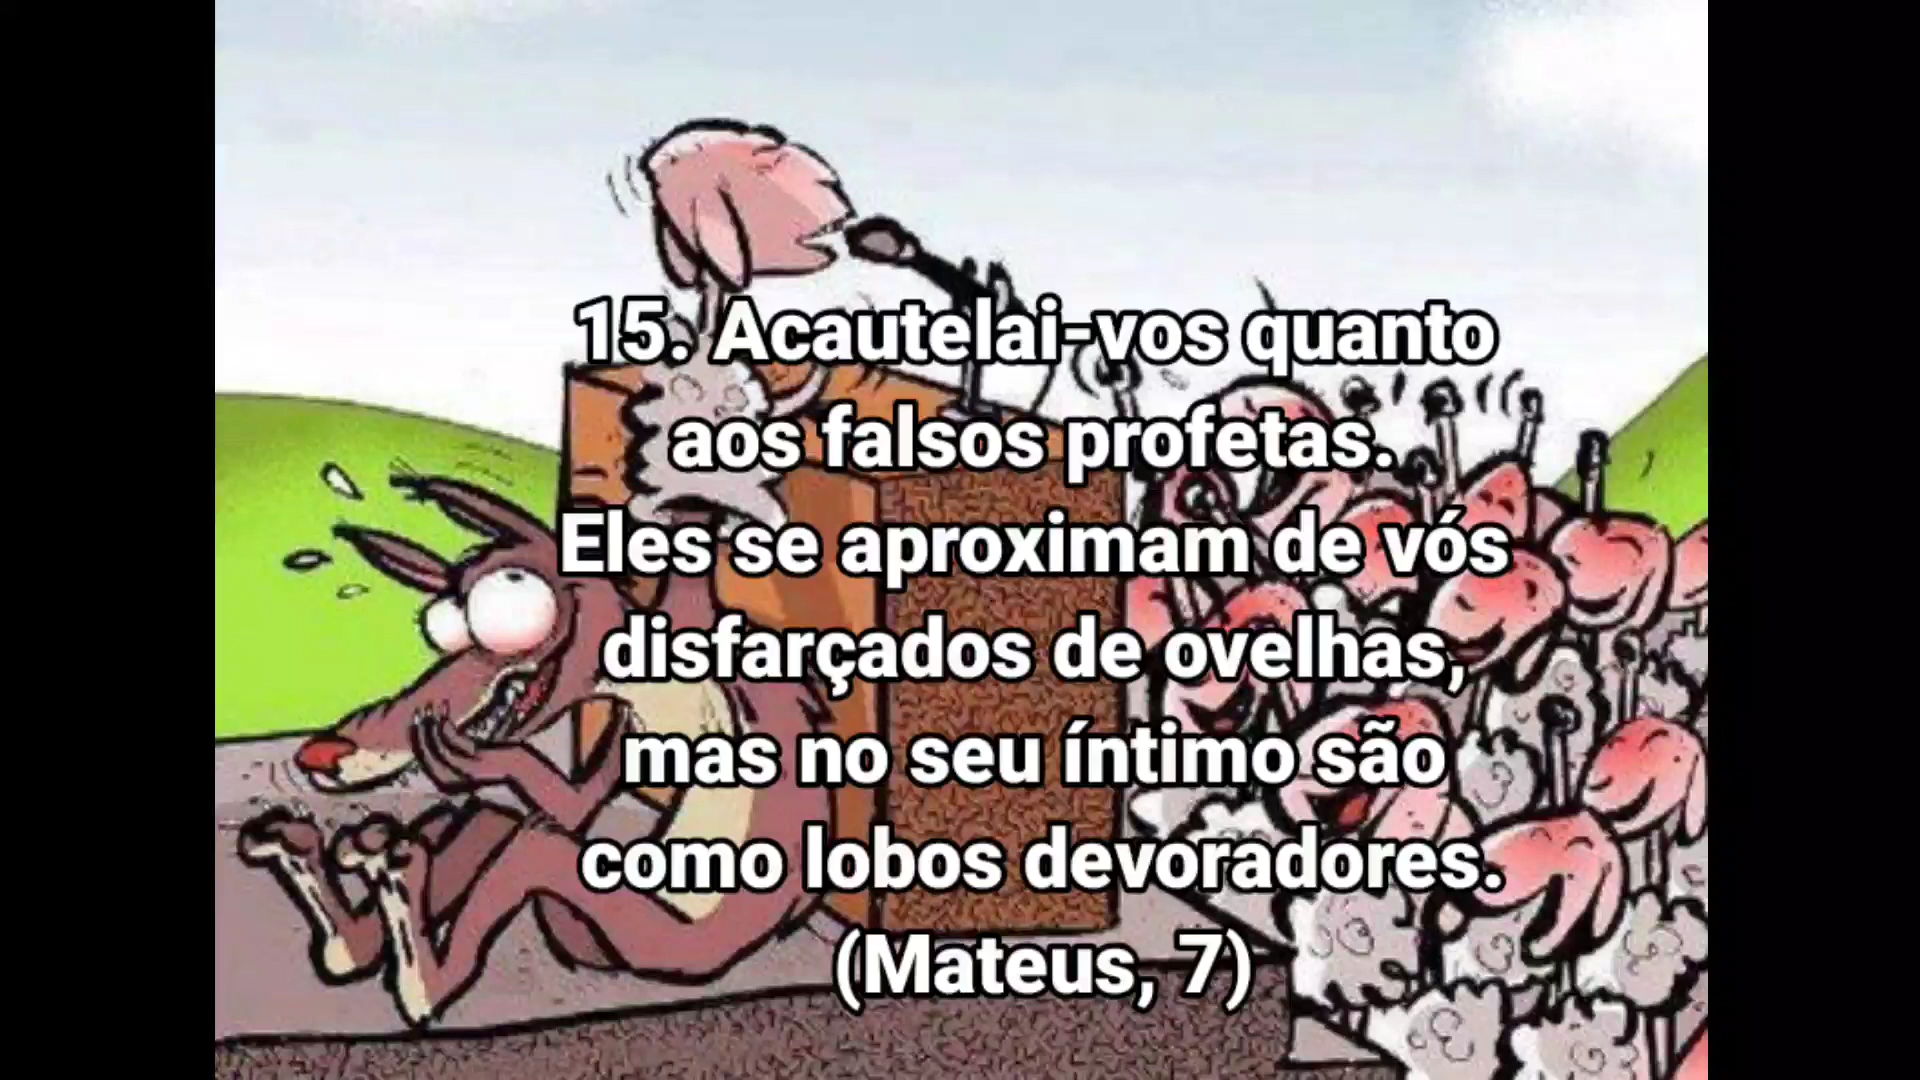 15. Acautelai-vos quanto
aos falsos profetas.
Eles se aproximam de vós
disfarçados de ovelhas,
mas no seu íntimo são
como lobos devoradores.
(Mateus, 7)